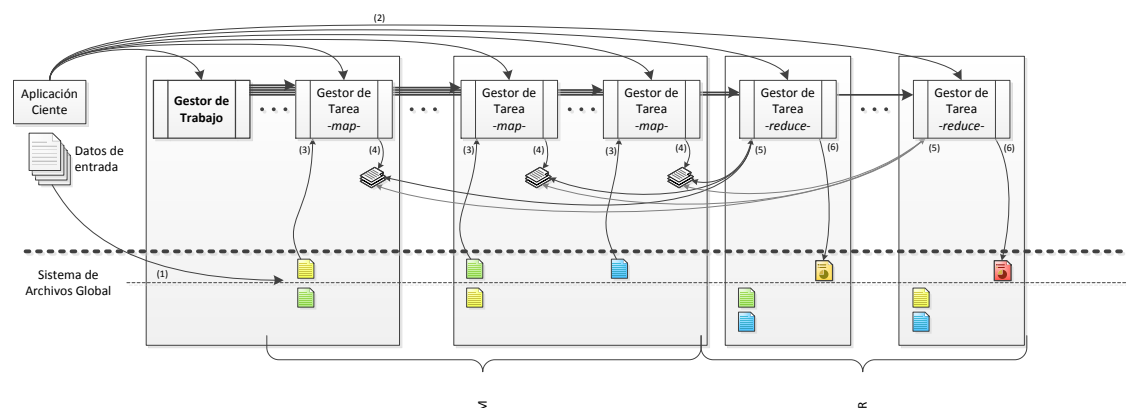 (2)
Aplicación
Ciente
Gestor de
Trabajo
. . .
Gestor de
Tarea
-map-
Gestor de
Tarea
-map-
. . .
Gestor de
Tarea
-map-
. . .
Gestor de
Tarea
-reduce-
. . .
Gestor de
Tarea
-reduce-
. . .
Datos de
entrada
(3)
(4)
(3)
(4)
(3)
(4)
(5)
(6)
(5)
(6)
(1)
Sistema de
Archivos Global